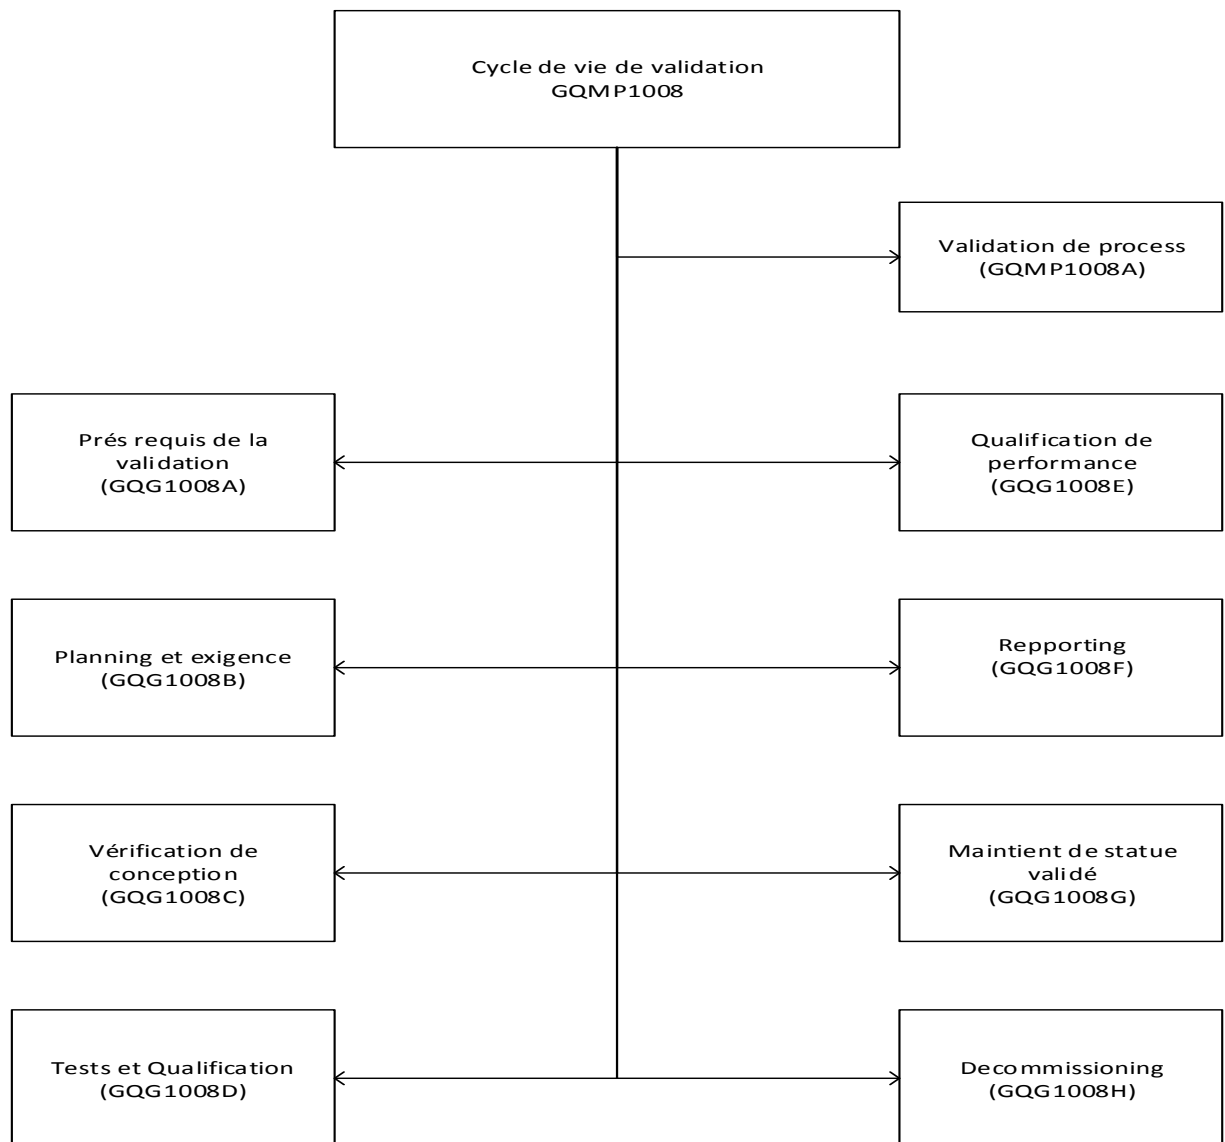 Cycle de vie de validation
GQMP1008
Validation de process
(GQMP1008A)
Prés requis de la
validation
(GQG1008A)
Qualification de
performance
(GQG1008E)
Planning et exigence
(GQG1008B)
Repporting
(GQG1008F)
Vérification de
conception
(GQG1008C)
Maintient de statue
validé
(GQG1008G)
Tests et Qualification
(GQG1008D)
Decommissioning
(GQG1008H)